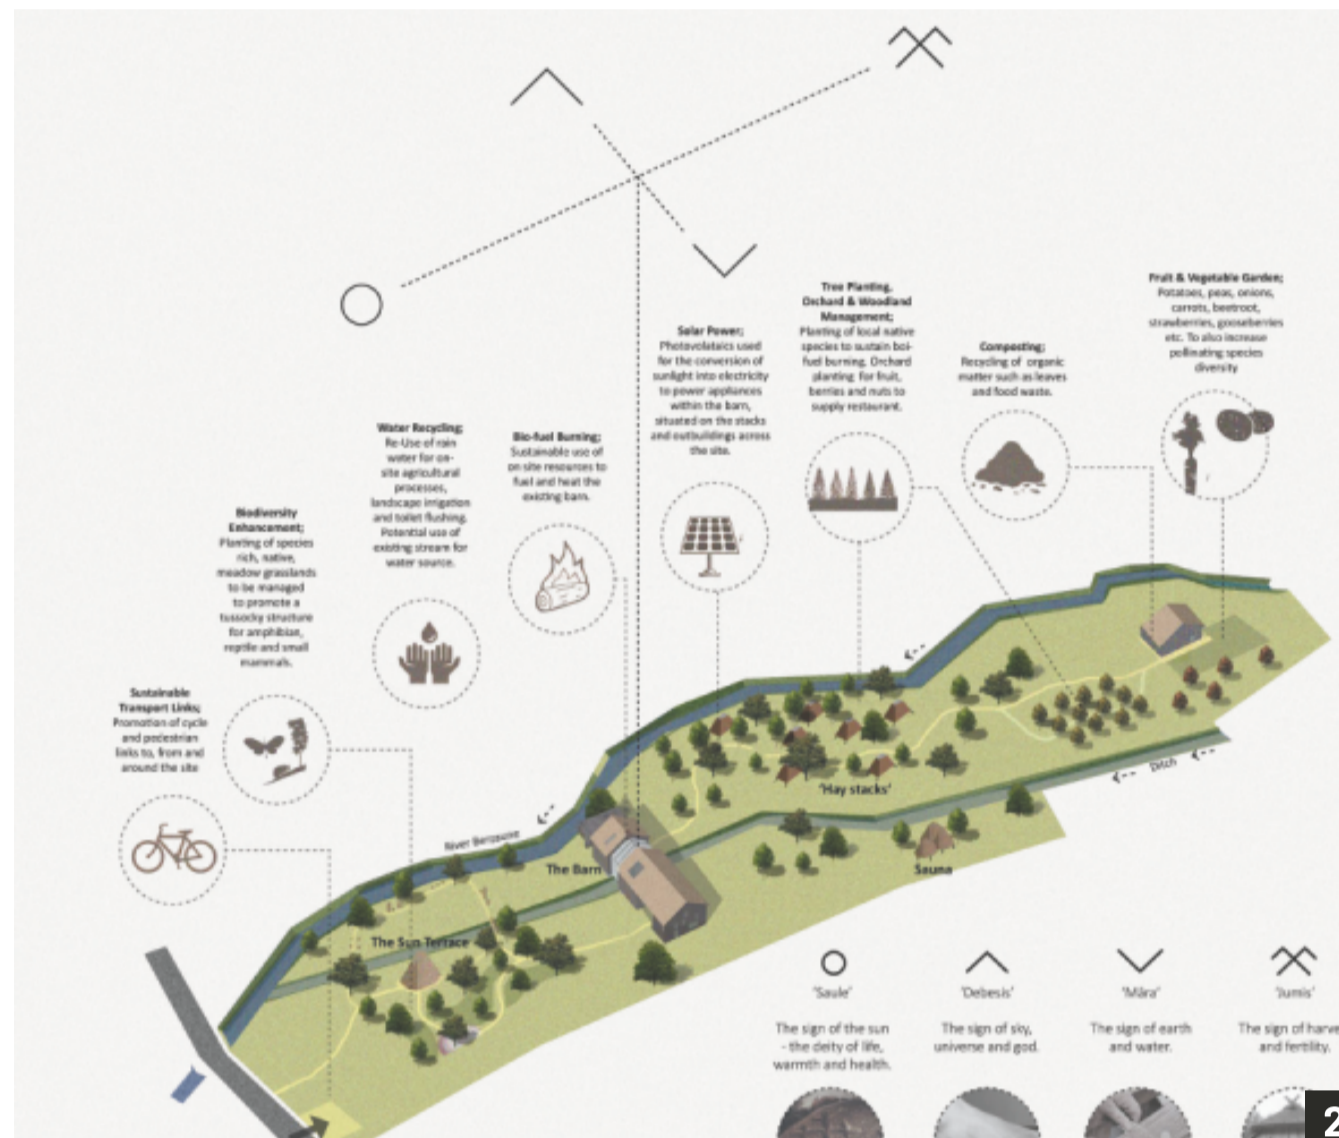 Sustainable
Transport Links;
Promotion of cycle
and pedestrian
links to, from and
around the site
Biodiversity
Enhancement;
Planting of species
rich, native,
meadow grasslands
to be managed
to promote a
tussocky structure
for amphibian,
reptile and small
mammals.
Water Recycling;
Re-Use of rain
water for on-
site agricultural
processes,
landscape irrigation
and toilet flushing.
Potential use of
existing stream for
water source.
Bio-fuel Burning;
Sustainable use of
on site resources to
fuel and heat the
existing barn.
Solar Power;
Photovolataics used
for the conversion of
sunlight into electricity
to power appliances
within the barn,
situated on the stacks
and outbuildings across
the site.
Tree Planting,
Orchard & Woodland
Management;
Planting of local native
species to sustain boi-
fuel burning. Orchard
planting for fruit,
berries and nuts to
supply restaurant.
Composting;
Recycling of organic
matter such as leaves
and food waste.
Fruit & Vegetable Garden;
Potatoes, peas, onions,
carrots, beetroot,
strawberries, gooseberries
etc. To also increase
pollinating species
diversity
River
The Barn
The Sun Terrace
'Hay stacks'
Sauna
Ditch
'Saule'
The sign of the sun
- the deity of life,
warmth and health.
'Debesis'
The sign of sky,
universe and god.
'Māra'
The sign of earth
and water.
'Jumis'
The sign of harve
and fertility.
2